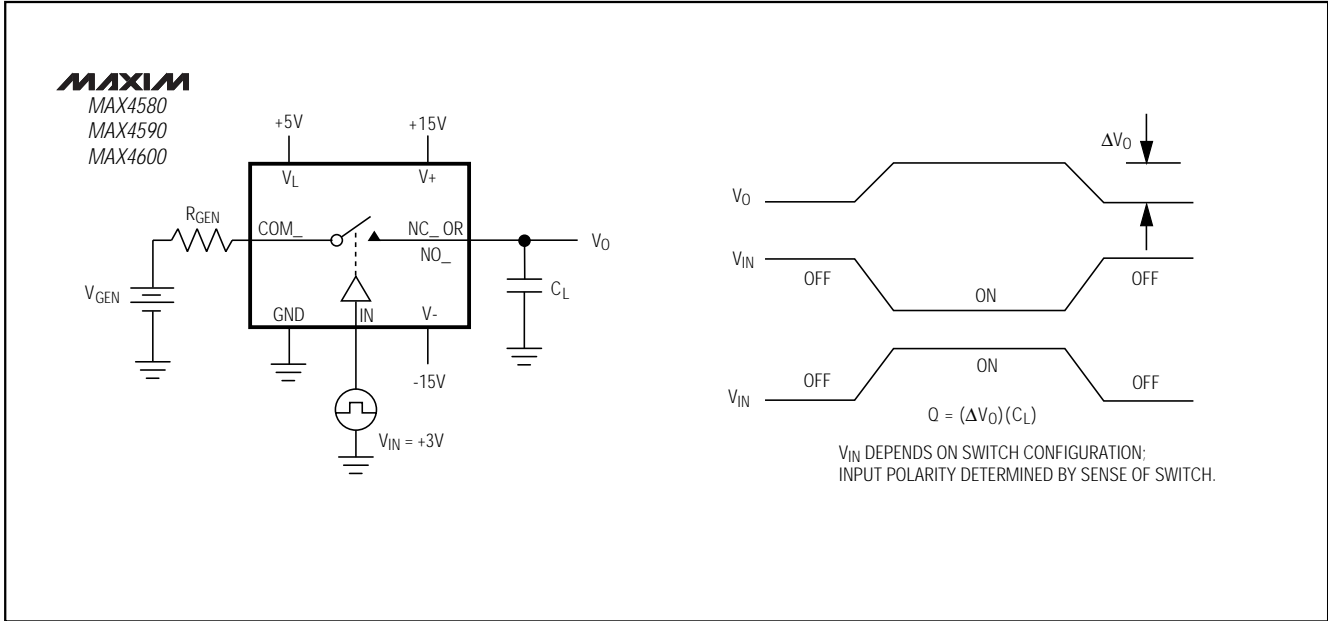 MAXIM
MAX4580
MAX4590
MAX4600
+5V
+15V
VL
V+
RGEN
COM_
NC_ OR
NO_
VO
VGEN
CL
GND
IN
V-
-15V
VIN = +3V
ΔVO
VO
VIN
OFF
ON
OFF
VIN
OFF
ON
OFF
Q = (ΔVO)(CL)
VIN DEPENDS ON SWITCH CONFIGURATION;
INPUT POLARITY DETERMINED BY SENSE OF SWITCH.